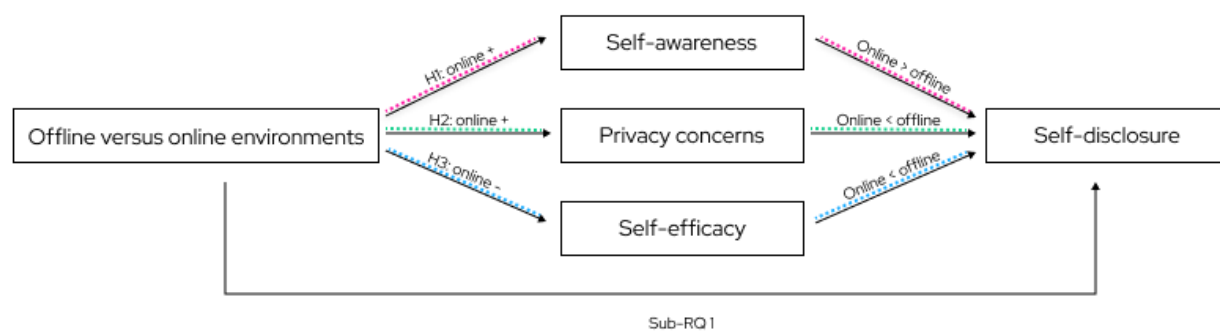 Self-awareness
H1: online +
Online > offline
Offline versus online environments
H2: online +
Privacy concerns
Online < offline
Self-disclosure
H3: online -
Online < offline
Self-efficacy
Sub-RQ 1